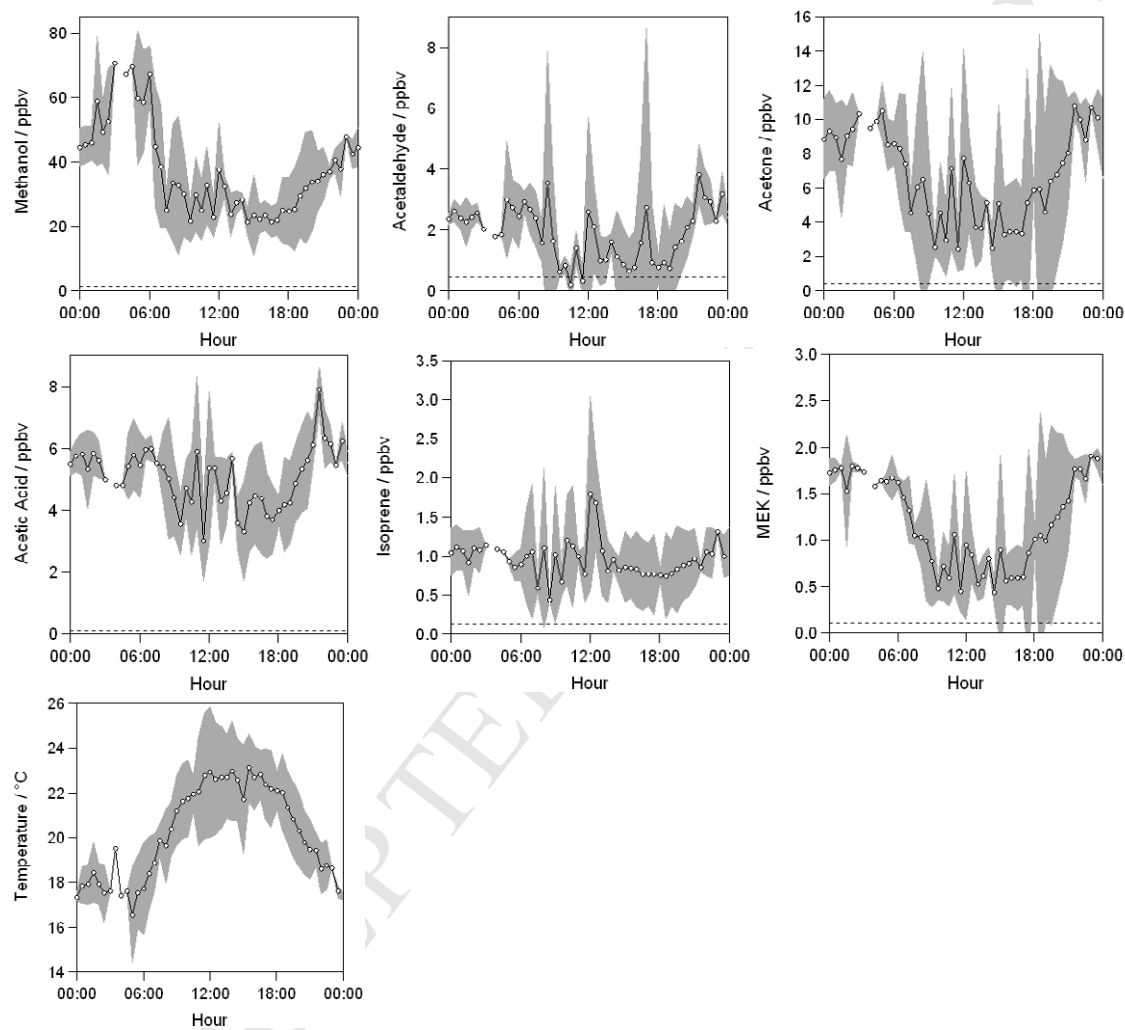 Methanol / ppbv
80
60
40
20
0
00:00 06:00 12:00 18:00 00:00
Hour
Acetaldehyde / ppbv
8
6
4
2
0
00:00 06:00 12:00 18:00 00:00
Hour
Acetone / ppbv
16
14
12
10
8
6
4
2
0
00:00 06:00 12:00 18:00 00:00
Hour
Acetic Acid / ppbv
8
6
4
2
0
00:00 06:00 12:00 18:00 00:00
Hour
Isoprene / ppbv
3.5
3.0
2.5
2.0
1.5
1.0
0.5
0.0
00:00 06:00 12:00 18:00 00:00
Hour
MEK / ppbv
3.0
2.5
2.0
1.5
1.0
0.5
0.0
00:00 06:00 12:00 18:00 00:00
Hour
Temperature / °C
26
24
22
20
18
16
14
00:00 06:00 12:00 18:00 00:00
Hour